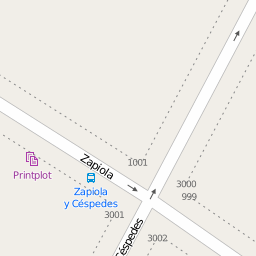 Zapiola
1001
Printplot
Zapiola
y Céspedes
3000
999
3001
Céspedes
3002